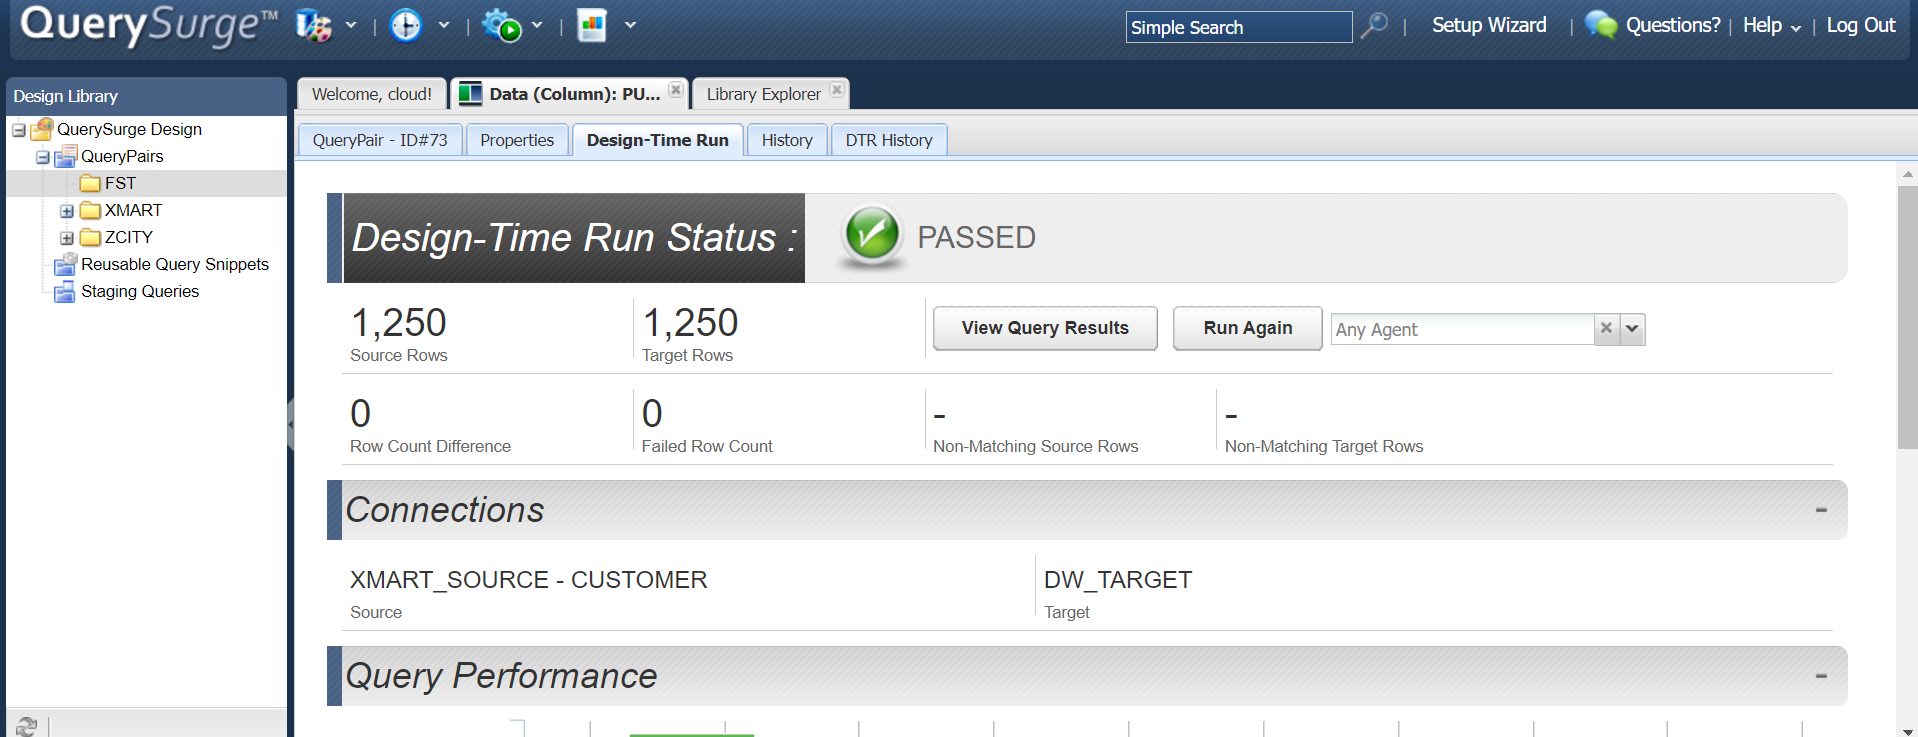 QuerySurge™
Simple Search
Setup Wizard
Questions?
Help
Log Out
Design Library
Welcome, cloud!
Data (Column): PU...
Library Explorer
QuerySurge Design
QueryPairs
FST
XMART
ZCITY
Reusable Query Snippets
Staging Queries
QueryPair - ID#73
Properties
Design-Time Run
History
DTR History
Design-Time Run Status :
PASSED
1,250
Source Rows
1,250
Target Rows
View Query Results
Run Again
Any Agent
0
Row Count Difference
0
Failed Row Count
-
Non-Matching Source Rows
-
Non-Matching Target Rows
Connections
XMART_SOURCE - CUSTOMER
Source
DW_TARGET
Target
Query Performance